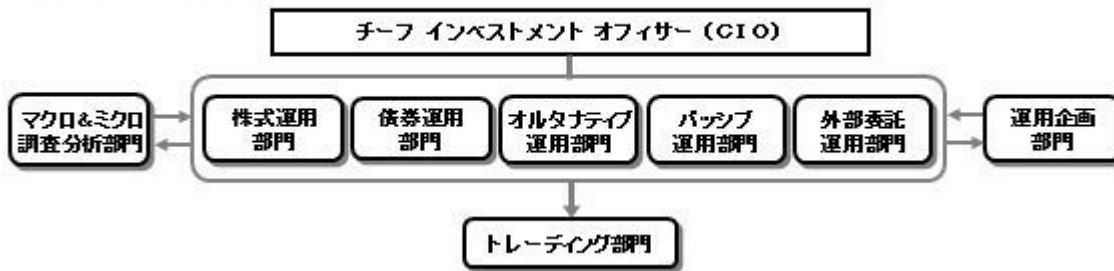 チーフ インベストメント オフィサー（CIO）
マクロ&ミクロ
調査分析部門
株式運用
部門
債券運用
部門
オルタナティブ
運用部門
パッシブ
運用部門
外部委託
運用部門
運用企画
部門
トレーディング部門